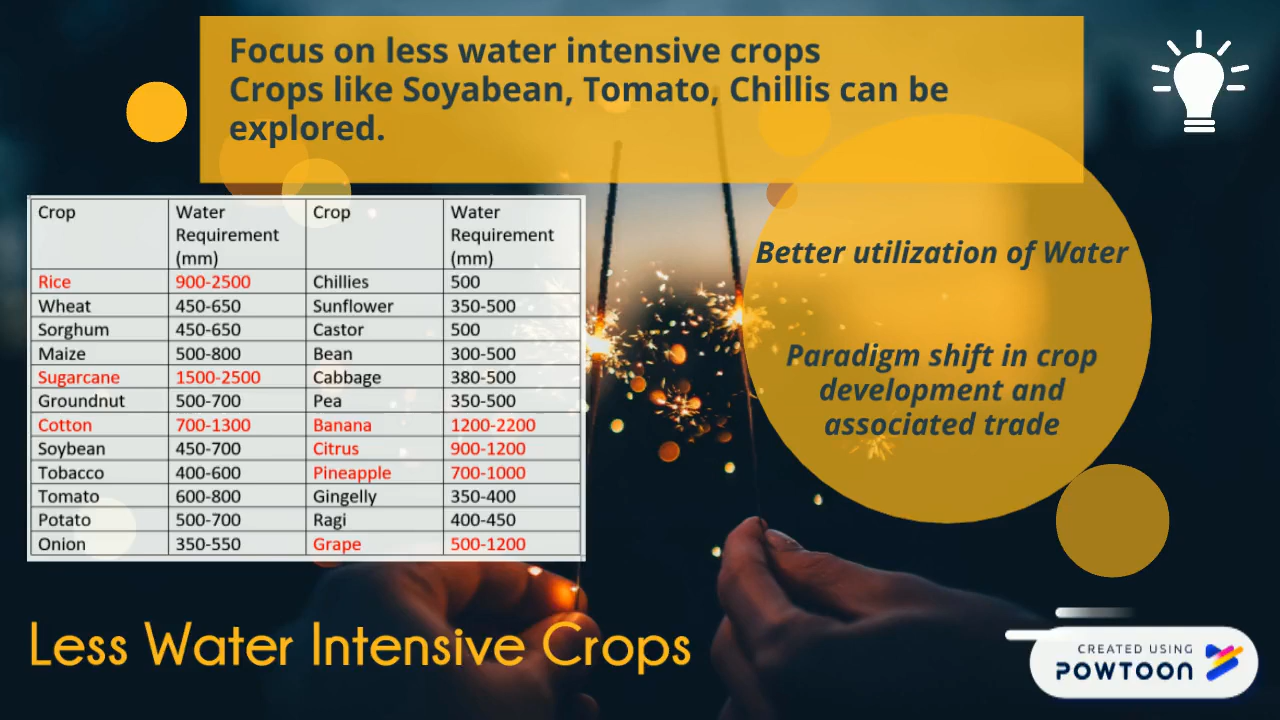 Focus on less water intensive crops
Crops like Soyabean, Tomato, Chillis can be
explored.
Crop Water Requirement (mm) Crop Water Requirement (mm)
Rice 900-2500 Chillies 500
Wheat 450-650 Sunflower 350-500
Sorghum 450-650 Castor 500
Maize 500-800 Bean 300-500
Sugarcane 1500-2500 Cabbage 380-500
Groundnut 500-700 Pea 350-500
Cotton 700-1300 Banana 1200-2200
Soybean 450-700 Citrus 900-1200
Tobacco 400-600 Pineapple 700-1000
Tomato 600-800 Gingelly 350-400
Potato 500-700 Ragi 400-450
Onion 350-550 Grape 500-1200
Better utilization of Water
Paradigm shift in crop
development and
associated trade
Less Water Intensive Crops
CREATED USING
POWTOON